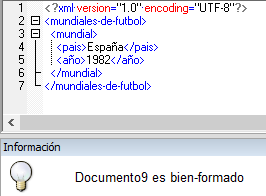 1 <?xml version="1.0" encoding="UTF-8"?>
2 <mundiales-de-futbol>
3 <mundial>
4 <pais>España</pais>
5 <año>1982</año>
6 </mundial>
7 </mundiales-de-futbol>
Información
Documento9 es bien-formado